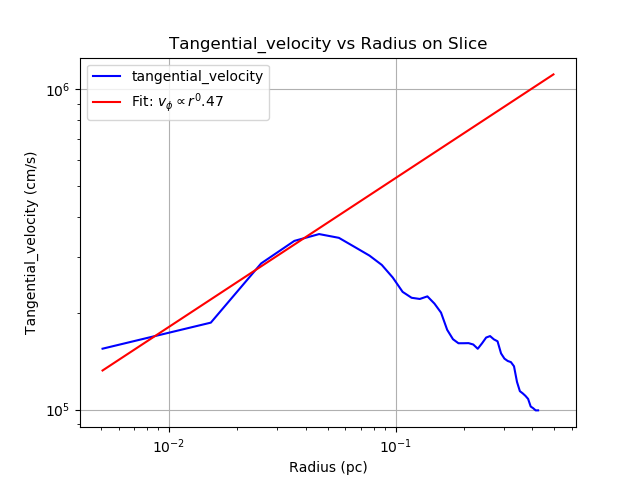 Tangential_velocity vs Radius on Slice
tangential_velocity
Fit: $v_\phi \propto r^0.47$
Tangential_velocity (cm/s)
10^6
10^5
10^{-2}
10^{-1}
Radius (pc)